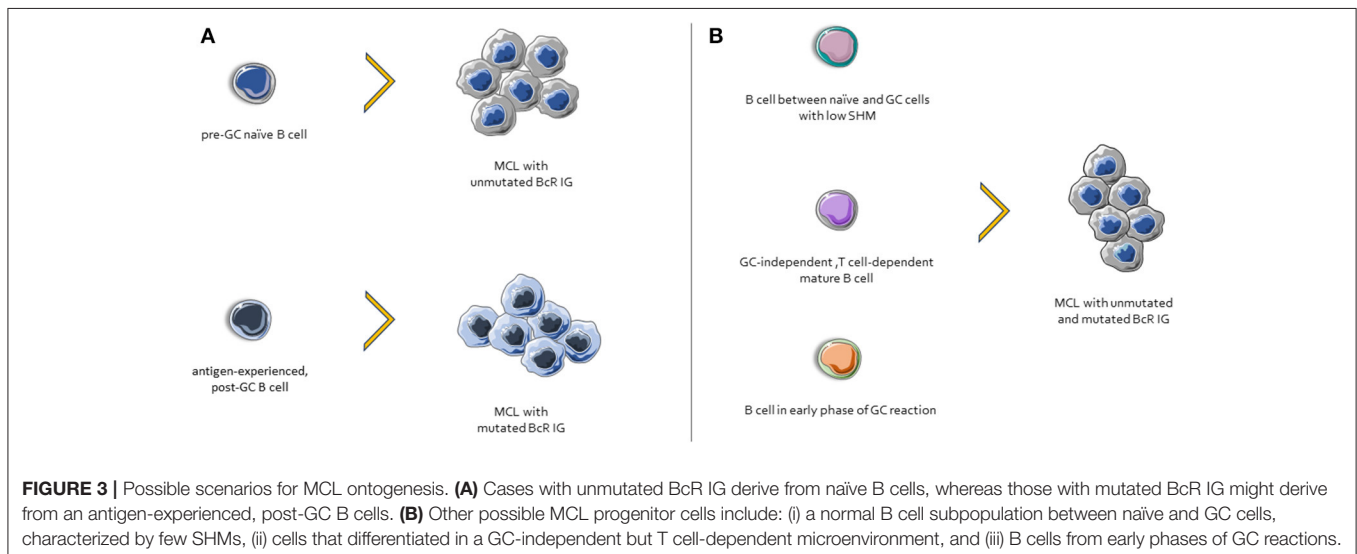 A
pre-GC naïve B cell
MCL with
unmutated BcR IG
antigen-experienced,
post-GC B cell
MCL with
mutated BcR IG
B
B cell between naïve and GC cells
with low SHM
GC-independent ,T cell-dependent
mature B cell
B cell in early phase of GC reaction
MCL with unmutated
and mutated BcR IG
FIGURE 3 | Possible scenarios for MCL ontogenesis. (A) Cases with unmutated BcR IG derive from naïve B cells, whereas those with mutated BcR IG might derive
from an antigen-experienced, post-GC B cells. (B) Other possible MCL progenitor cells include: (i) a normal B cell subpopulation between naïve and GC cells,
characterized by few SHMs, (ii) cells that differentiated in a GC-independent but T cell-dependent microenvironment, and (iii) B cells from early phases of GC reactions.